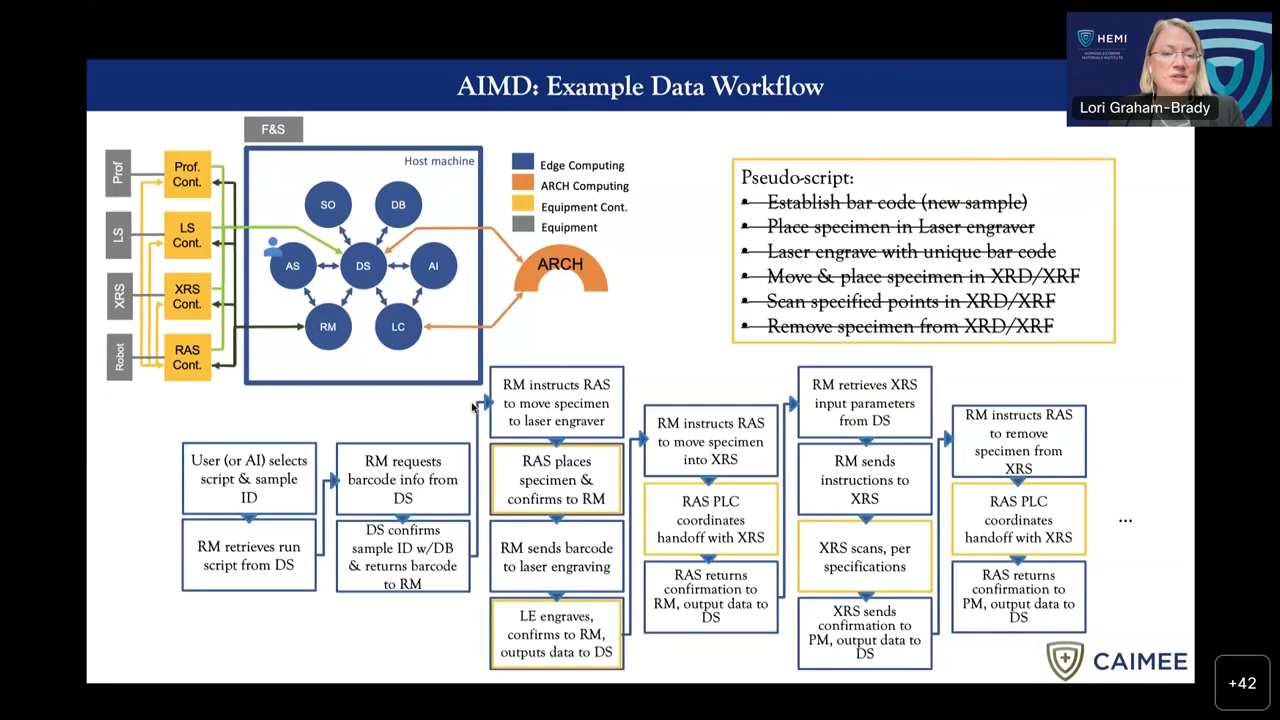 HEMI
Lori Graham-Brady
AIMD: Example Data Workflow
F&S
Host machine
Prof
LS
XRS
Robot
Prof.
Cont.
LS
Cont.
XRS
Cont.
RAS
Cont.
SO
DB
AS
DS
AI
RM
LC
Edge Computing
ARCH Computing
Equipment Cont.
Equipment
ARCH
Pseudo-script:
• Establish bar code (new sample)
• Place specimen in Laser engraver
• Laser engrave with unique bar code
• Move & place specimen in XRD/XRF
• Scan specified points in XRD/XRF
• Remove specimen from XRD/XRF
User (or AI) selects
script & sample
ID
RM retrieves run
script from DS
RM requests
barcode info from
DS
DS confirms
sample ID w/DB
& returns barcode
to RM
RM instructs RAS
to move specimen
to laser engraver
RAS places
specimen &
confirms to RM
RM sends barcode
to laser engraving
LE engraves,
confirms to RM,
outputs data to DS
RM instructs RAS
to move specimen
into XRS
RAS PLC
coordinates
handoff with XRS
RAS returns
confirmation to
RM, output data to
DS
RM retrieves XRS
input parameters
from DS
RM sends
instructions to
XRS
XRS scans, per
specifications
XRS sends
confirmation to
PM, output data to
DS
RM instructs RAS
to remove
specimen from
XRS
RAS PLC
coordinates
handoff with XRS
RAS returns
confirmation to
PM, output data to
DS
...
CAIMEE
+42